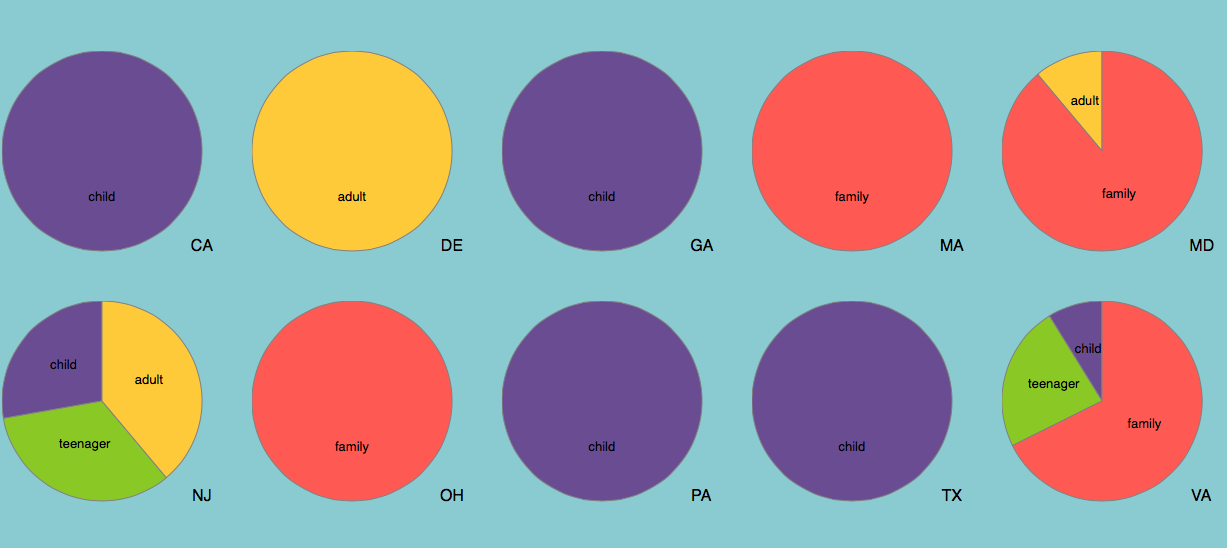 child
CA
adult
DE
child
GA
family
MA
adult
family
MD
child
adult
teenager
NJ
family
OH
child
PA
child
TX
child
teenager
family
VA